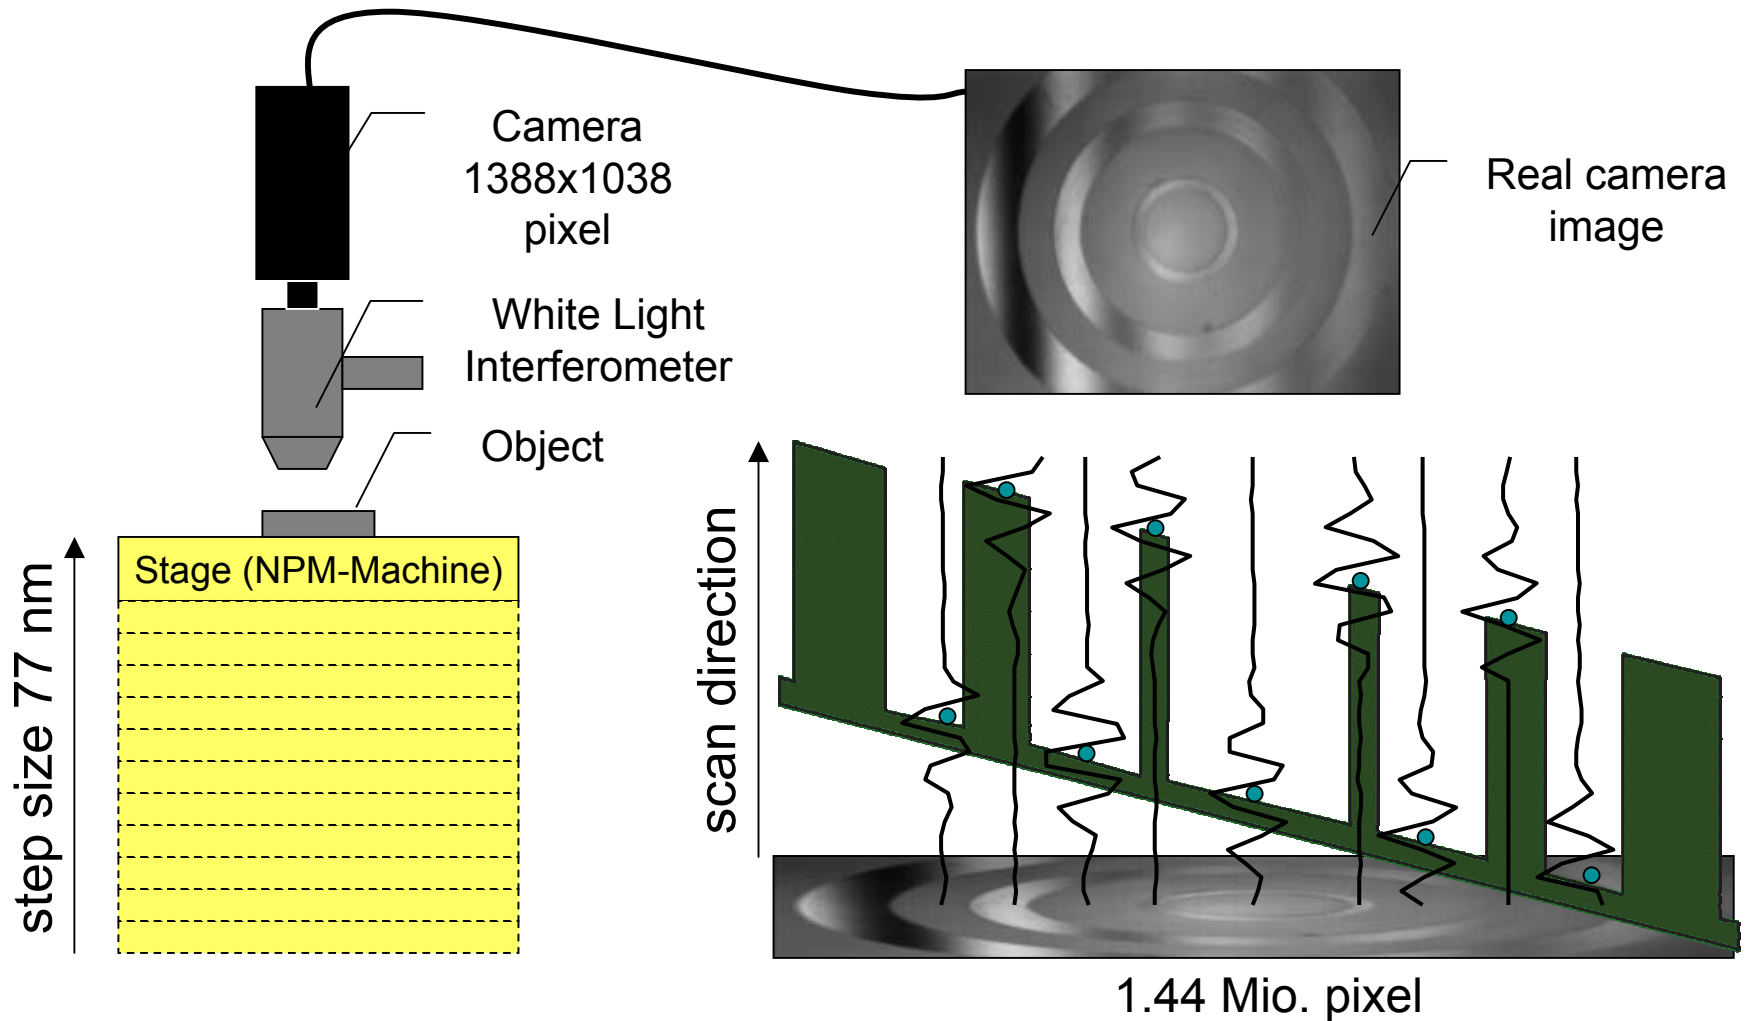 Camera
1388x1038
pixel
White Light
Interferometer
Object
Stage (NPM-Machine)
step size 77 nm
Real camera
image
scan direction
1.44 Mio. pixel